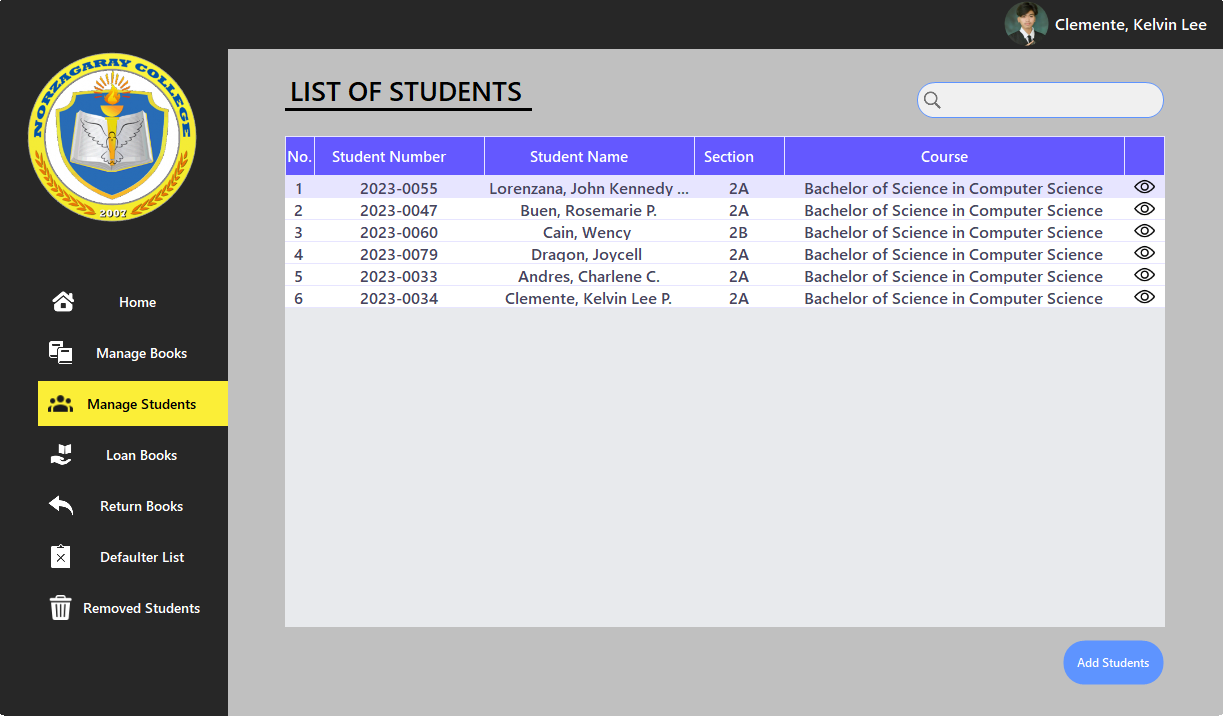 Clemente, Kelvin Lee
NORZAGARAY COLLEGE
2007
Home
Manage Books
Manage Students
Loan Books
Return Books
Defaulter List
Removed Students
LIST OF STUDENTS
No. Student Number Student Name Section Course
1 2023-0055 Lorenzana, John Kennedy ... 2A Bachelor of Science in Computer Science
2 2023-0047 Buen, Rosemarie P. 2A Bachelor of Science in Computer Science
3 2023-0060 Cain, Wency 2B Bachelor of Science in Computer Science
4 2023-0079 Dragon, Joycell 2A Bachelor of Science in Computer Science
5 2023-0033 Andres, Charlene C. 2A Bachelor of Science in Computer Science
6 2023-0034 Clemente, Kelvin Lee P. 2A Bachelor of Science in Computer Science
Add Students